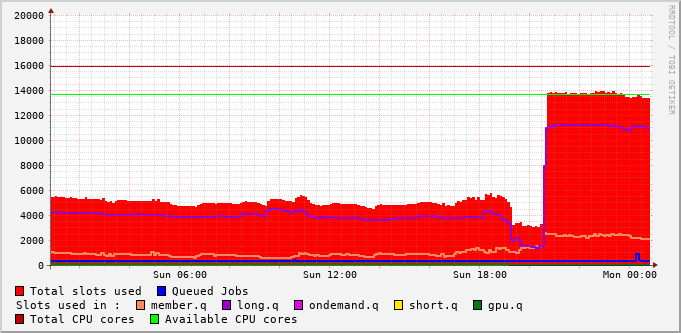 20000
18000
16000
14000
12000
10000
8000
6000
4000
2000
0
Sun 06:00 Sun 12:00 Sun 18:00 Mon 00:00
Total slots used Queued Jobs
Slots used in : member.q long.q ondemand.q short.q gpu.q
Total CPU cores Available CPU cores
RRDTOOL / TOBI OETIKER